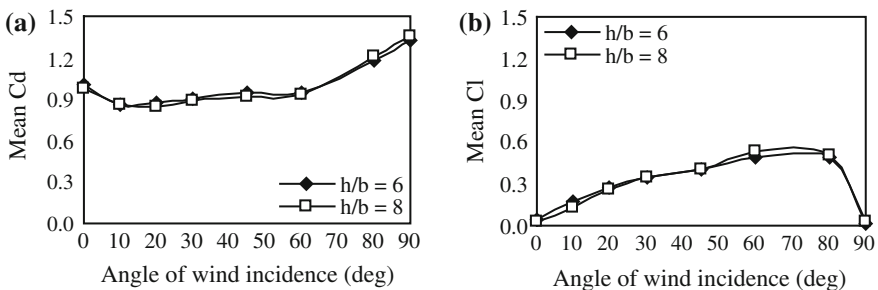 (a)
1.5
1.2
0.9
0.6
0.3
0.0
Mean Cd
h/b = 6
h/b = 8
0 10 20 30 40 50 60 70 80 90
Angle of wind incidence (deg)
(b)
1.5
1.2
0.9
0.6
0.3
0.0
Mean Cl
h/b = 6
h/b = 8
0 10 20 30 40 50 60 70 80 90
Angle of wind incidence (deg)